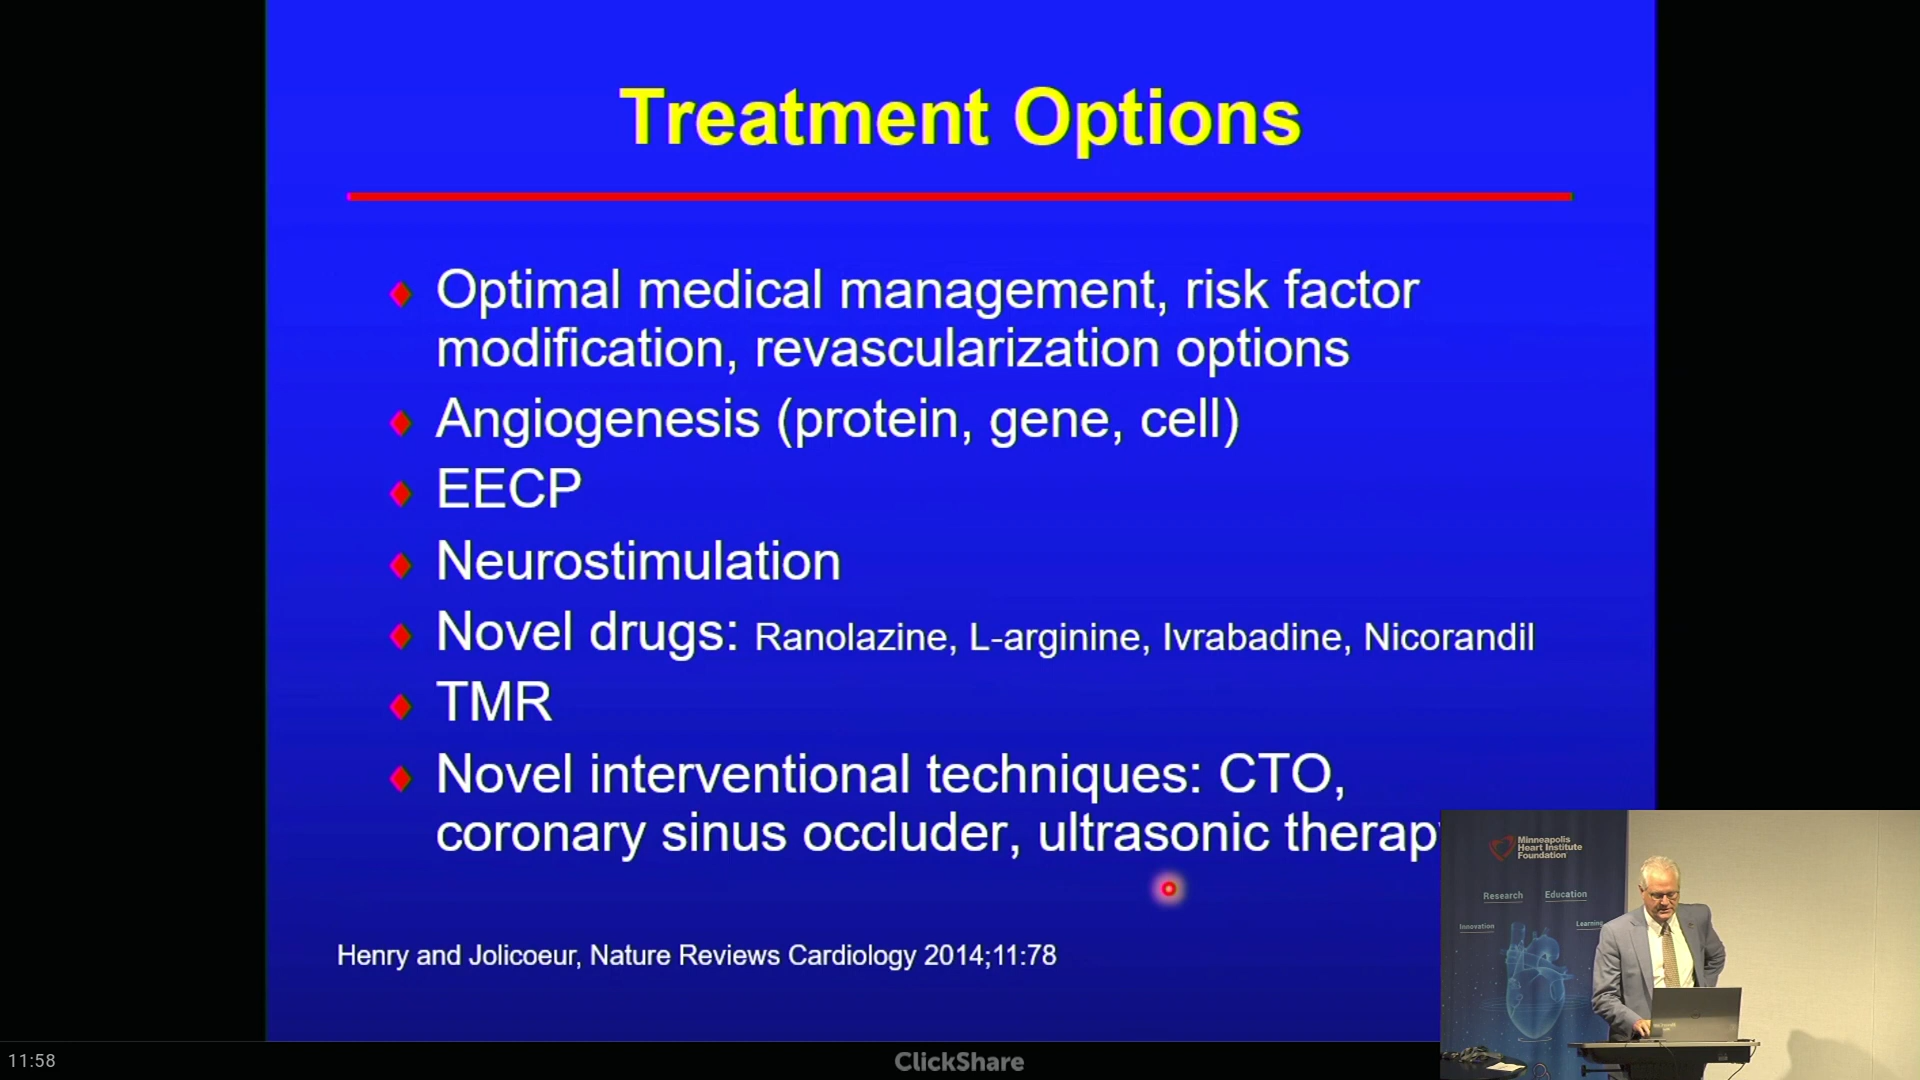 Treatment Options
Optimal medical management, risk factor
modification, revascularization options
Angiogenesis (protein, gene, cell)
EECP
Neurostimulation
Novel drugs: Ranolazine, L-arginine, Ivrabadine, Nicorandil
TMR
Novel interventional techniques: CTO,
coronary sinus occluder, ultrasonic therap
Henry and Jolicoeur, Nature Reviews Cardiology 2014;11:78
Minneapolis
Heart Institute
Foundation
Research Education
Innovation Learning
11:58
ClickShare